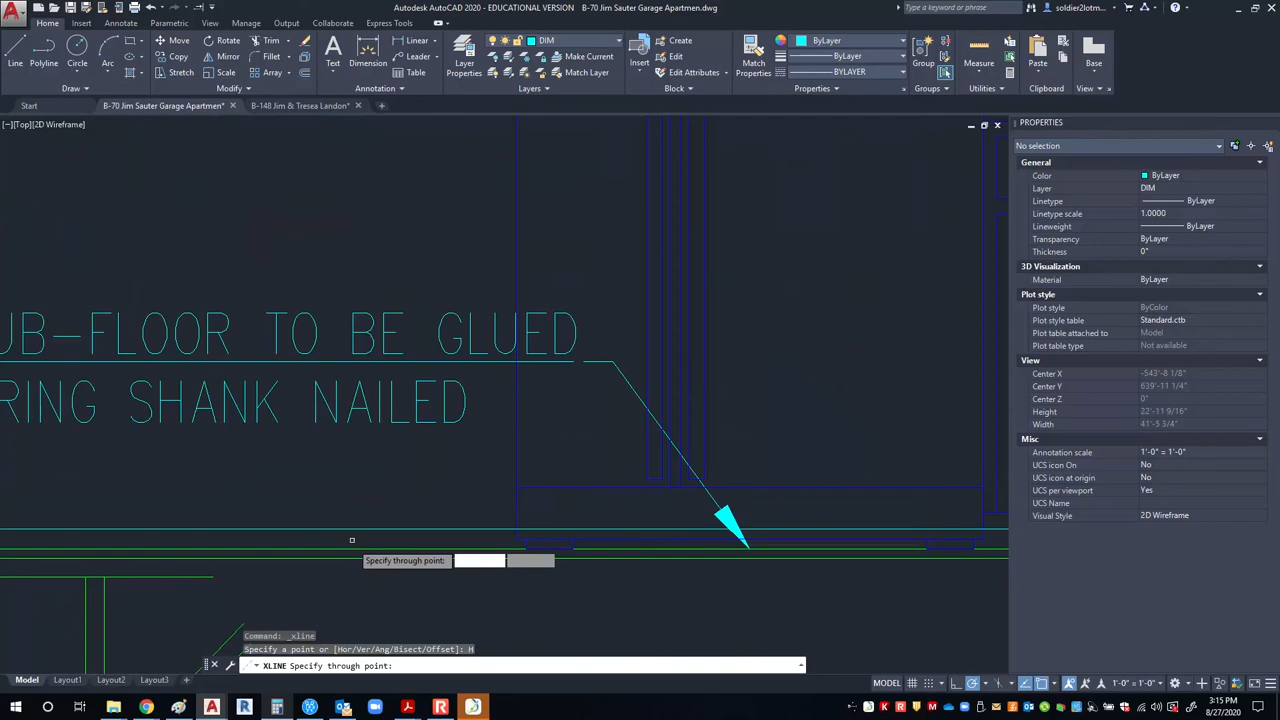 Autodesk AutoCAD 2020 - EDUCATIONAL VERSION B-70 Jim Sauter Garage Apartmen.dwg
Type a keyword or phrase
soldier2lotm...
Home Insert Annotate Parametric View Manage Output Collaborate Express Tools
Line Polyline Circle Arc
Move Rotate Trim
Copy Mirror Fillet
Stretch Scale Array
Text Dimension
Linear
Leader
Table
Layer Properties
DIM
Make Current
Match Layer
Insert
Create
Edit
Edit Attributes
Match Properties
ByLayer
ByLayer
BYLAYER
Group
Measure
Paste
Base
Draw Modify Annotation Layers Block Properties Groups Utilities Clipboard View
Start B-70 Jim Sauter Garage Apartmen* B-148 Jim & Tresea Landon*
[−][Top][2D Wireframe]
UB-FLOOR TO BE GLUED
RING SHANK NAILED
Specify through point:
Command: _xline
Specify a point or [Hor/Ver/Ang/Bisect/Offset]: H
XLINE Specify through point:
PROPERTIES
No selection
General
Color ByLayer
Layer DIM
Linetype ByLayer
Linetype scale 1.0000
Lineweight ByLayer
Transparency ByLayer
Thickness 0"
3D Visualization
Material ByLayer
Plot style
Plot style ByColor
Plot style table Standard.ctb
Plot table attached to Model
Plot table type Not available
View
Center X -543'-8 1/8"
Center Y 639'-11 1/4"
Center Z 0"
Height 22'-11 9/16"
Width 41'-5 3/4"
Misc
Annotation scale 1'-0" = 1'-0"
UCS icon On No
UCS icon at origin No
UCS per viewport Yes
UCS Name
Visual Style 2D Wireframe
Model Layout1 Layout2 Layout3
MODEL
1'-0" = 1'-0"
3:15 PM
8/27/2020